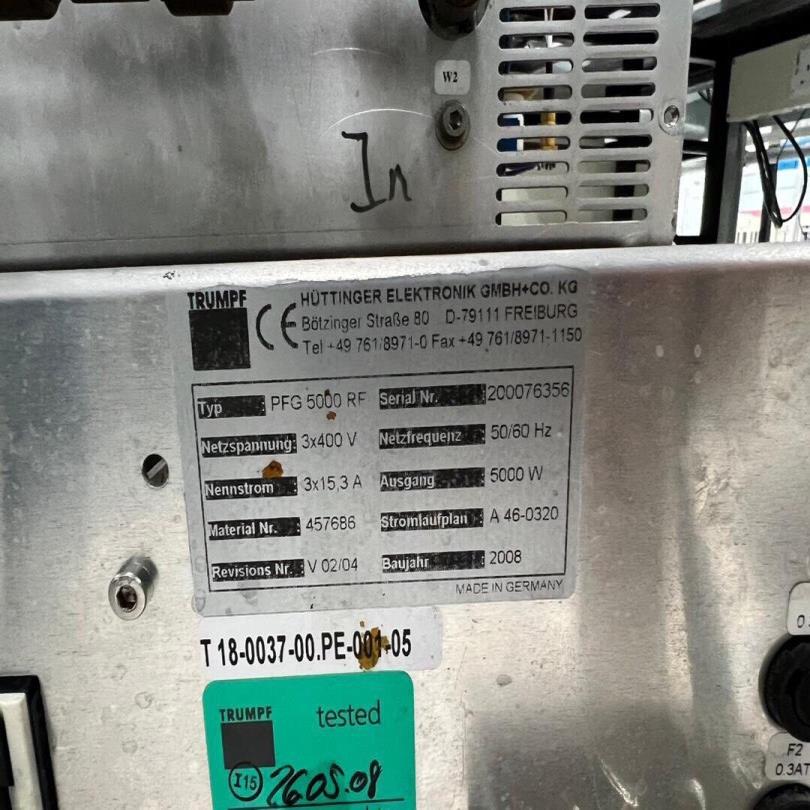 W2
In
TRUMPF
CE
HÜTTINGER ELEKTRONIK GMBH+CO. KG
Bötzinger Straße 80 D-79111 FREIBURG
Tel +49 761/8971-0 Fax +49 761/8971-1150
Typ : PFG 5000 RF Serial Nr. : 200076356
Netzspannung : 3x400 V Netzfrequenz : 50/60 Hz
Nennstrom : 3x15,3 A Ausgang : 5000 W
Material Nr. : 457686 Stromlaufplan : A 46-0320
Revisions Nr. : V 02/04 Baujahr : 2008
MADE IN GERMANY
T 18-0037-00.PE-001-05
TRUMPF tested
I15 26.05.08
F2
0.3AT